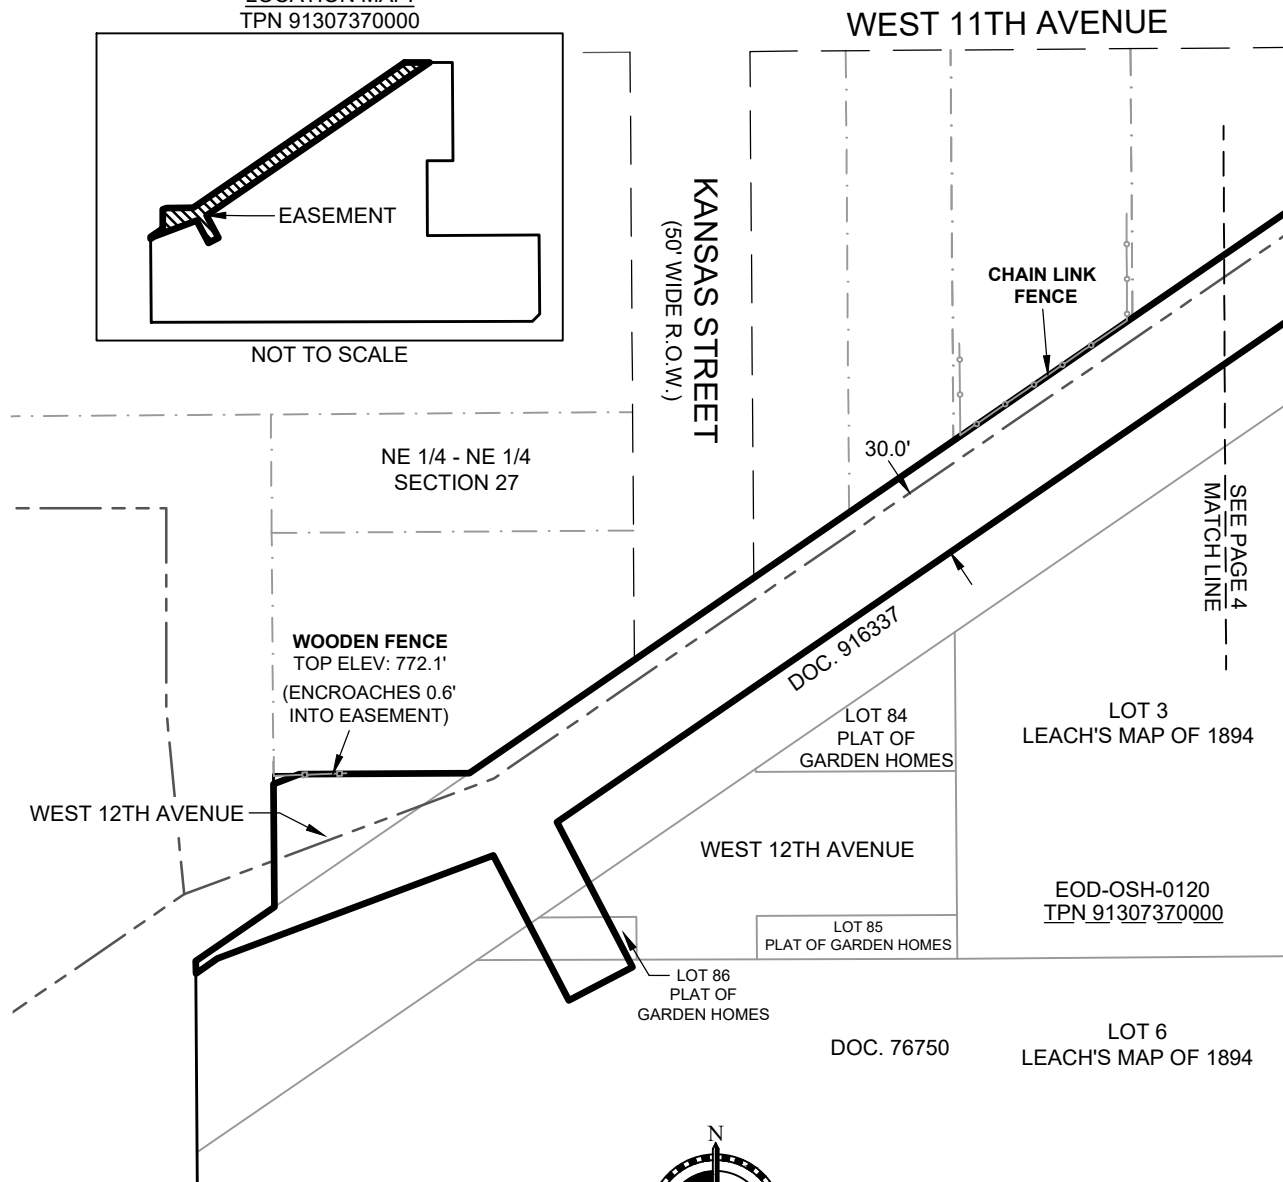 TPN 91307370000
WEST 11TH AVENUE
EASEMENT
NOT TO SCALE
KANSAS STREET
(50' WIDE R.O.W.)
CHAIN LINK
FENCE
NE 1/4 - NE 1/4
SECTION 27
30.0'
SEE PAGE 4
MATCH LINE
WOODEN FENCE
TOP ELEV: 772.1'
(ENCROACHES 0.6'
INTO EASEMENT)
DOC. 916337
LOT 84
PLAT OF
GARDEN HOMES
LOT 3
LEACH'S MAP OF 1894
WEST 12TH AVENUE
WEST 12TH AVENUE
EOD-OSH-0120
TPN 91307370000
LOT 85
PLAT OF GARDEN HOMES
LOT 86
PLAT OF
GARDEN HOMES
DOC. 76750
LOT 6
LEACH'S MAP OF 1894
N